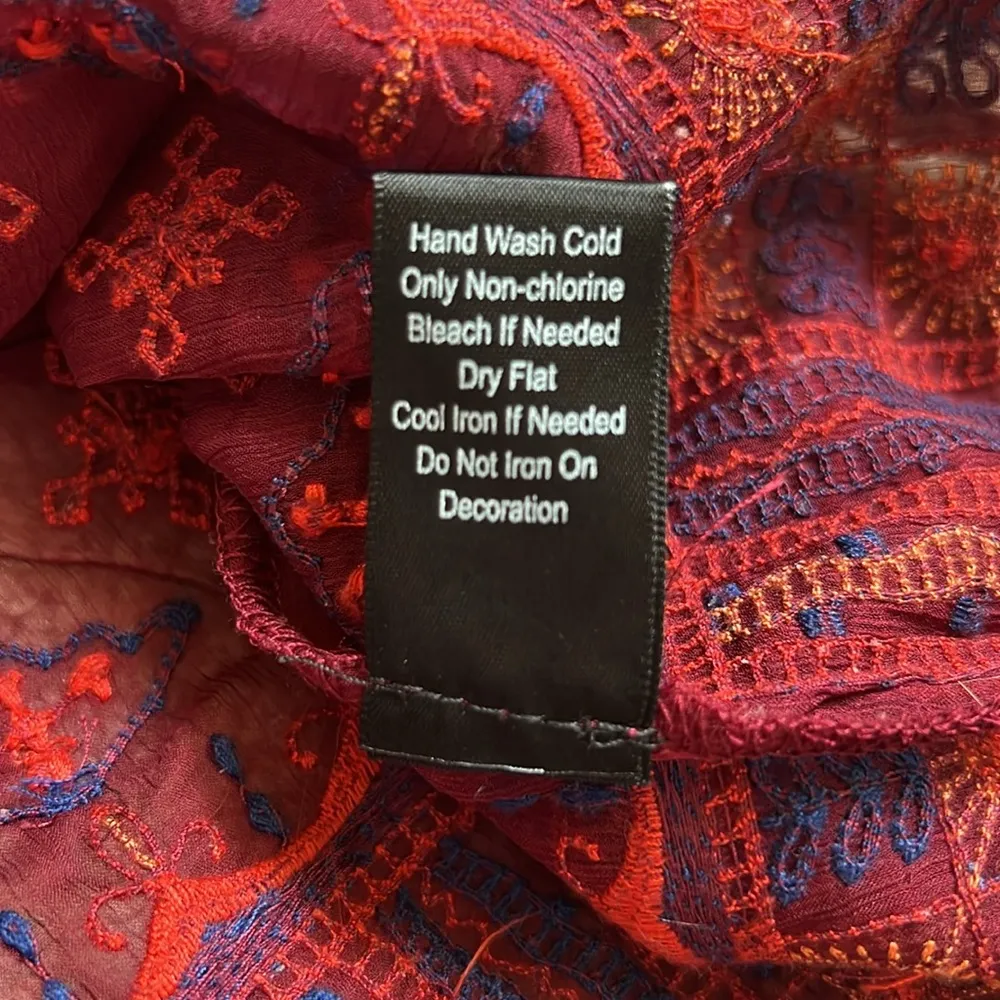 Hand Wash Cold
Only Non-chlorine
Bleach If Needed
Dry Flat
Cool Iron If Needed
Do Not Iron On
Decoration